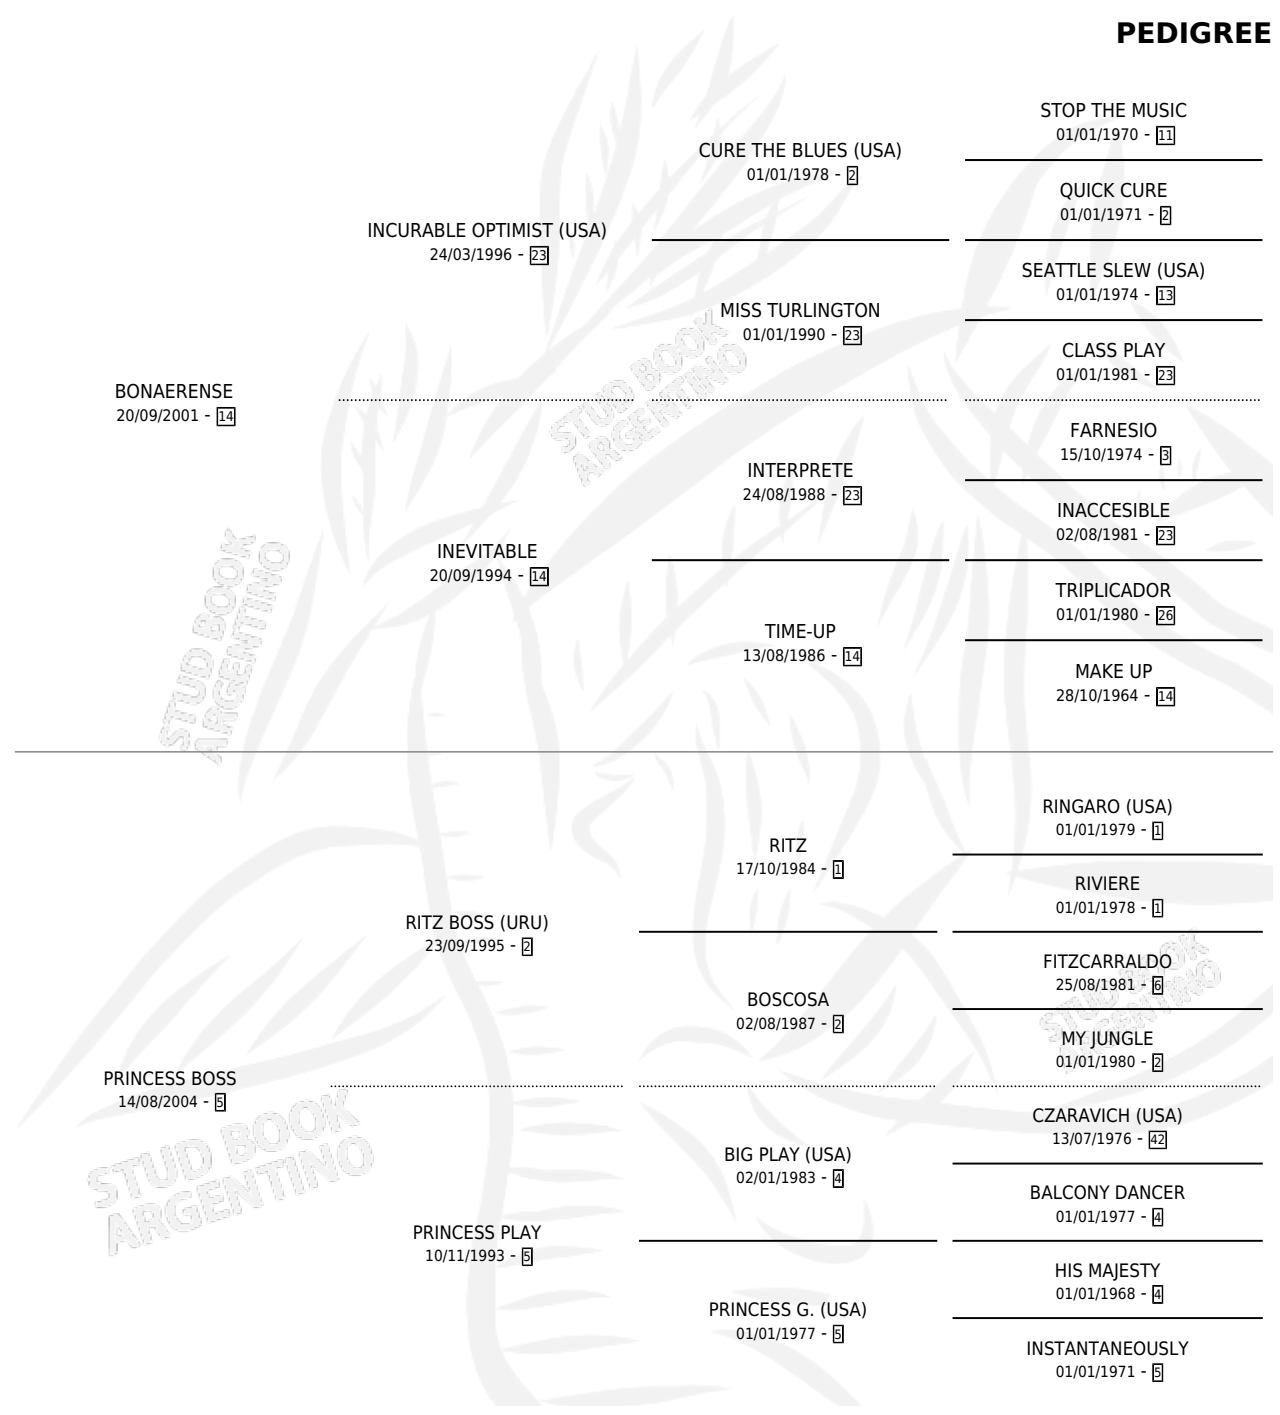 PEDIGREE
STOP THE MUSIC
01/01/1970 - 11
CURE THE BLUES (USA)
01/01/1978 - 2
QUICK CURE
01/01/1971 - 2
INCURABLE OPTIMIST (USA)
24/03/1996 - 23
SEATTLE SLEW (USA)
01/01/1974 - 13
MISS TURLINGTON
01/01/1990 - 23
CLASS PLAY
01/01/1981 - 23
BONAERENSE
20/09/2001 - 14
FARNESIO
15/10/1974 - 3
INTERPRETE
24/08/1988 - 23
INACCESIBLE
02/08/1981 - 23
INEVITABLE
20/09/1994 - 14
TRIPLICADOR
01/01/1980 - 26
TIME-UP
13/08/1986 - 14
MAKE UP
28/10/1964 - 14
RINGARO (USA)
01/01/1979 - 1
RITZ
17/10/1984 - 1
RIVIERE
01/01/1978 - 1
RITZ BOSS (URU)
23/09/1995 - 2
FITZCARRALDO
25/08/1981 - 6
BOSCOSA
02/08/1987 - 2
MY JUNGLE
01/01/1980 - 2
PRINCESS BOSS
14/08/2004 - 5
CZARAVICH (USA)
13/07/1976 - 42
BIG PLAY (USA)
02/01/1983 - 4
BALCONY DANCER
01/01/1977 - 4
PRINCESS PLAY
10/11/1993 - 5
HIS MAJESTY
01/01/1968 - 4
PRINCESS G. (USA)
01/01/1977 - 5
INSTANTANEOUSLY
01/01/1971 - 5
STUD BOOK
ARGENTINO
STUD BOOK
ARGENTINO
STUD BOOK
ARGENTINO
STUD BOOK
ARGENTINO